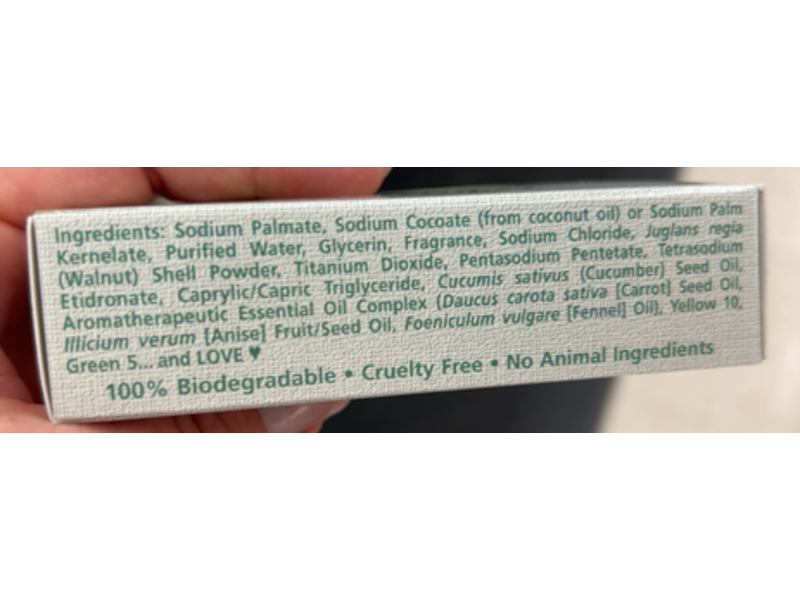 Ingredients: Sodium Palmate, Sodium Cocoate (from coconut oil) or Sodium Palm
Kernelate, Purified Water, Glycerin, Fragrance, Sodium Chloride, Juglans regia
(Walnut) Shell Powder, Titanium Dioxide, Pentasodium Pentetate, Tetrasodium
Etidronate, Caprylic/Capric Triglyceride, Cucumis sativus (Cucumber) Seed Oil,
Aromatherapeutic Essential Oil Complex (Daucus carota sativa [Carrot] Seed Oil,
Illicium verum [Anise] Fruit/Seed Oil, Foeniculum vulgare [Fennel] Oil), Yellow 10,
Green 5... and LOVE ♥
100% Biodegradable • Cruelty Free • No Animal Ingredients